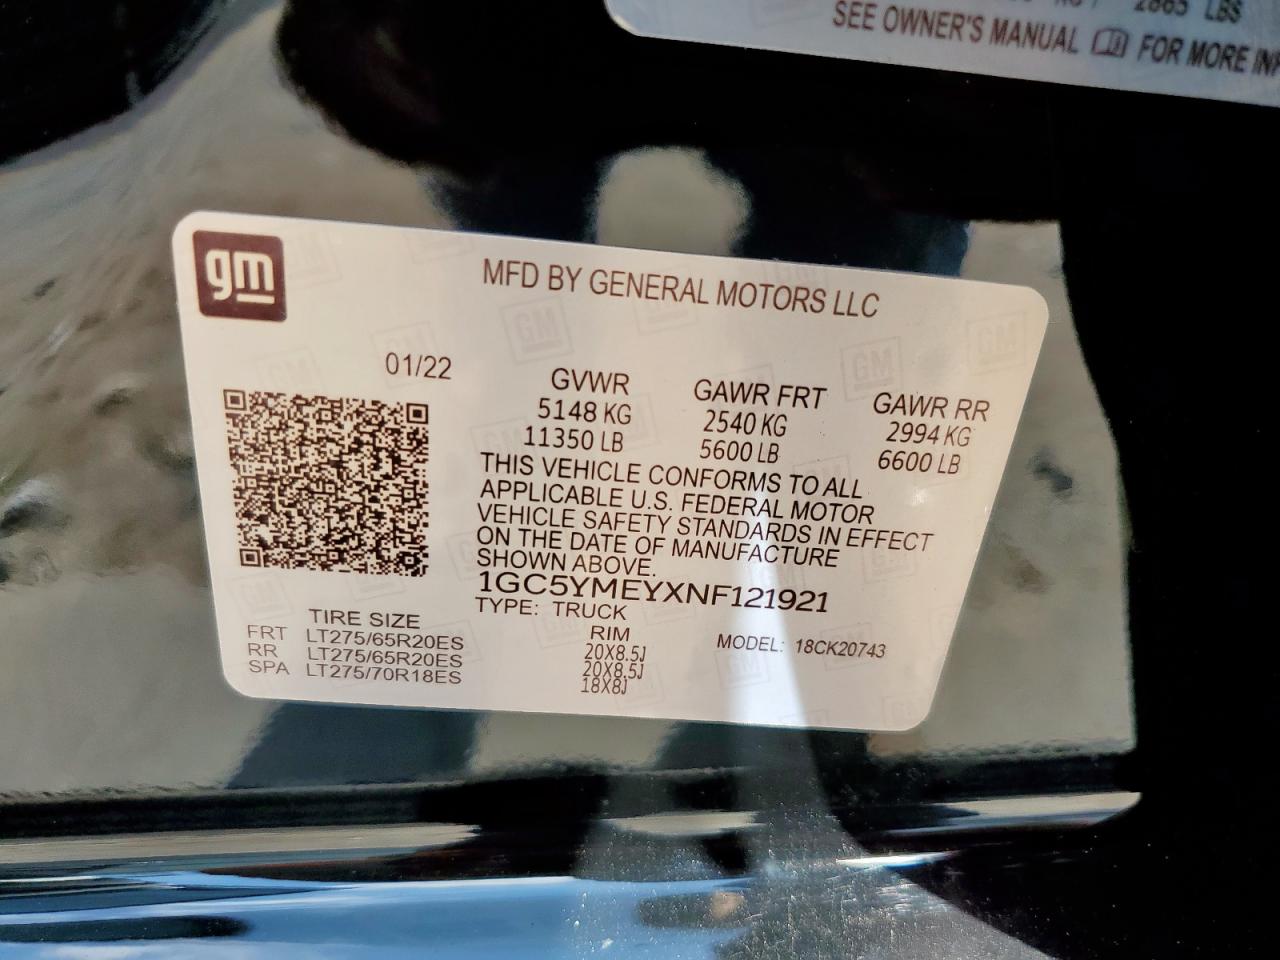 2865 LBS
SEE OWNER'S MANUAL FOR MORE
gm
MFD BY GENERAL MOTORS LLC
01/22
GVWR GAWR FRT GAWR RR
5148 KG 2540 KG 2994 KG
11350 LB 5600 LB 6600 LB
THIS VEHICLE CONFORMS TO ALL
APPLICABLE U.S. FEDERAL MOTOR
VEHICLE SAFETY STANDARDS IN EFFECT
ON THE DATE OF MANUFACTURE
SHOWN ABOVE.
1GC5YMEYXNF121921
TYPE: TRUCK
TIRE SIZE RIM MODEL: 18CK20743
FRT LT275/65R20ES 20X8.5J
RR LT275/65R20ES 20X8.5J
SPA LT275/70R18ES 18X8J